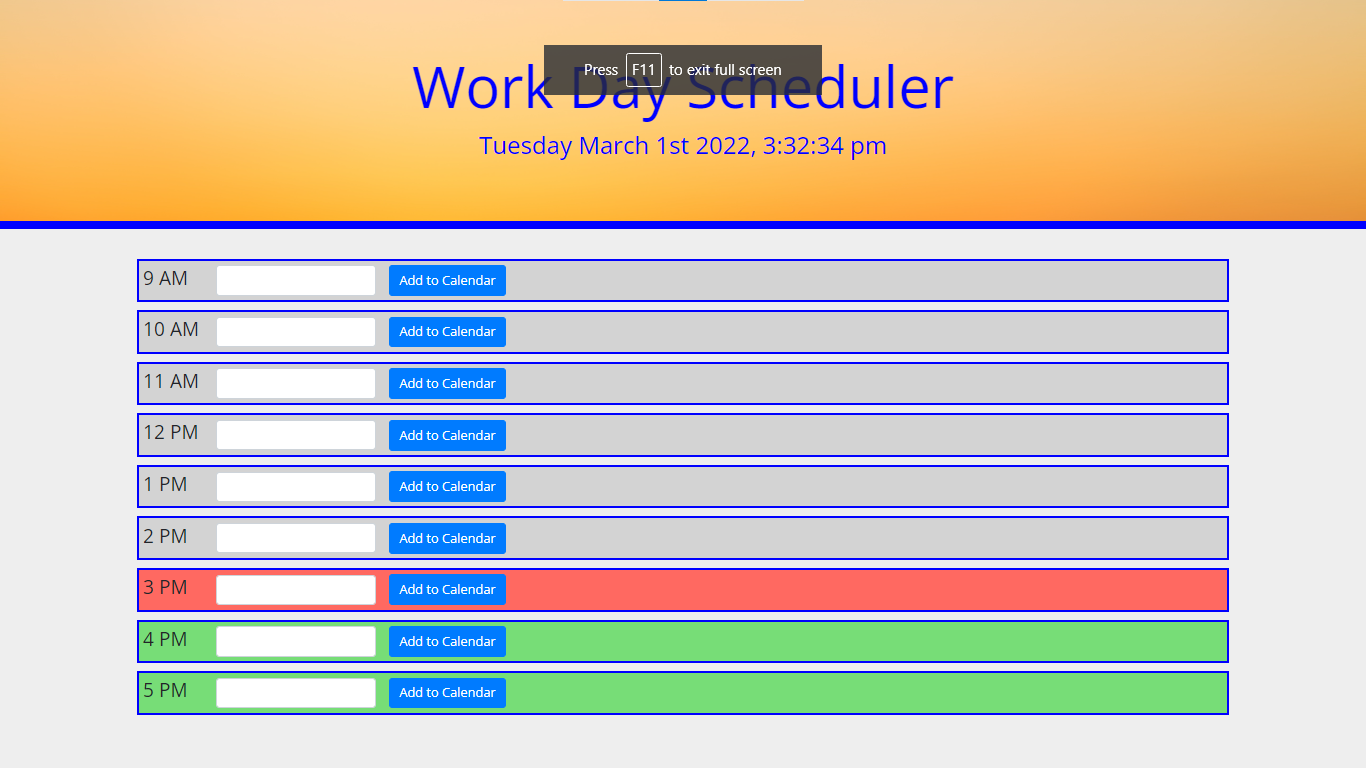 Press F11 to exit full screen
Work Day Scheduler
Tuesday March 1st 2022, 3:32:34 pm
9 AM Add to Calendar
10 AM Add to Calendar
11 AM Add to Calendar
12 PM Add to Calendar
1 PM Add to Calendar
2 PM Add to Calendar
3 PM Add to Calendar
4 PM Add to Calendar
5 PM Add to Calendar